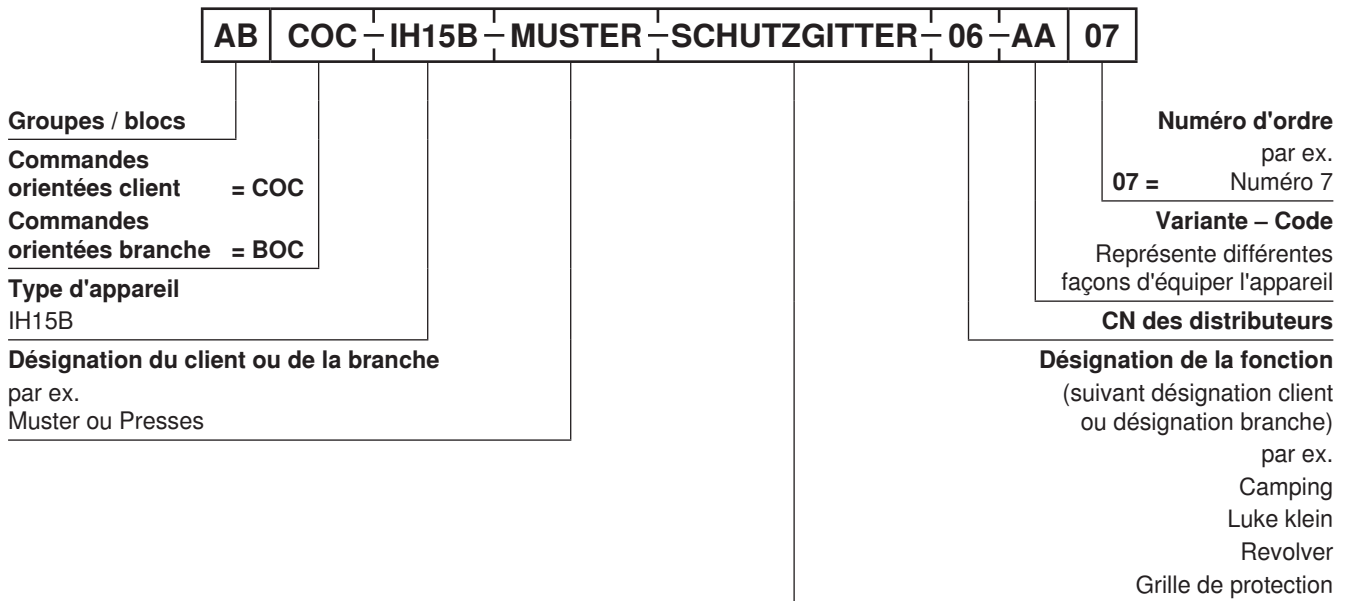 AB COC – IH15B – MUSTER – SCHUTZGITTER – 06 – AA 07
Groupes / blocs
Commandes
orientées client = COC
Commandes
orientées branche = BOC
Type d'appareil
IH15B
Désignation du client ou de la branche
par ex.
Muster ou Presses
Numéro d'ordre
par ex.
07 = Numéro 7
Variante – Code
Représente différentes
façons d'équiper l'appareil
CN des distributeurs
Désignation de la fonction
(suivant désignation client
ou désignation branche)
par ex.
Camping
Luke klein
Revolver
Grille de protection